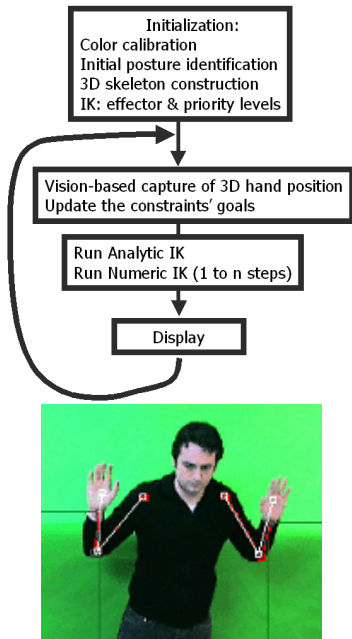 Initialization:
Color calibration
Initial posture identification
3D skeleton construction
IK: effector & priority levels
Vision-based capture of 3D hand position
Update the constraints' goals
Run Analytic IK
Run Numeric IK (1 to n steps)
Display